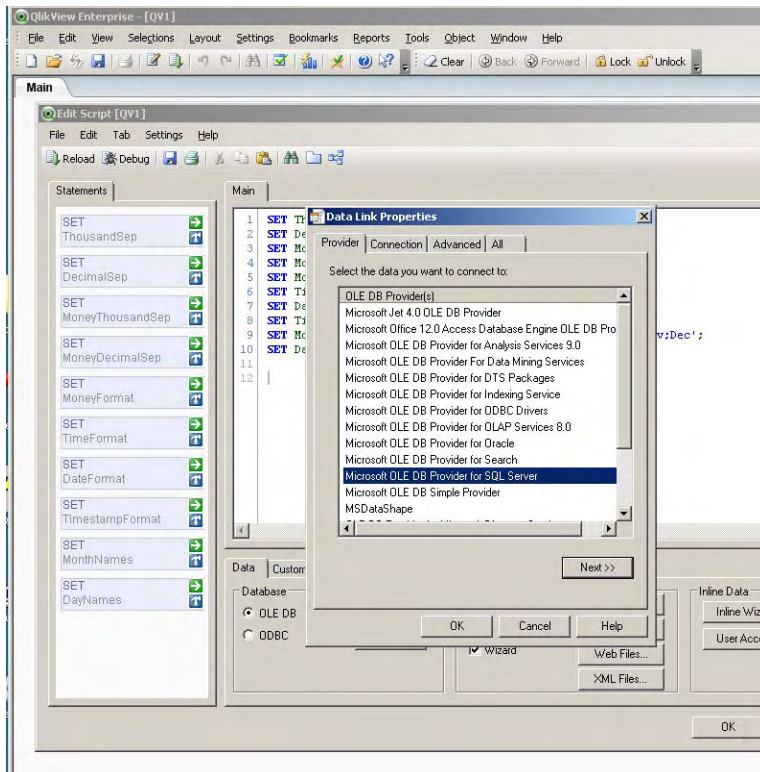 QlikView Enterprise - [QV1]
File Edit View Selections Layout Settings Bookmarks Reports Tools Object Window Help
Clear Back Forward Lock Unlock
Main
Edit Script [QV1]
File Edit Tab Settings Help
Reload Debug
Statements
SET
ThousandSep
SET
DecimalSep
SET
MoneyThousandSep
SET
MoneyDecimalSep
SET
MoneyFormat
SET
TimeFormat
SET
DateFormat
SET
TimestampFormat
SET
MonthNames
SET
DayNames
Main
1 SET Th
2 SET De
3 SET Mo
4 SET Mo
5 SET Mo
6 SET Ti
7 SET Da
8 SET Ti
9 SET Mo v;Dec';
10 SET Da
11
12
Data Link Properties
Provider Connection Advanced All
Select the data you want to connect to:
OLE DB Provider(s)
Microsoft Jet 4.0 OLE DB Provider
Microsoft Office 12.0 Access Database Engine OLE DB Pro
Microsoft OLE DB Provider for Analysis Services 9.0
Microsoft OLE DB Provider For Data Mining Services
Microsoft OLE DB Provider for DTS Packages
Microsoft OLE DB Provider for Indexing Service
Microsoft OLE DB Provider for ODBC Drivers
Microsoft OLE DB Provider for OLAP Services 8.0
Microsoft OLE DB Provider for Oracle
Microsoft OLE DB Provider for Search
Microsoft OLE DB Provider for SQL Server
Microsoft OLE DB Simple Provider
MSDataShape
Next >>
OK Cancel Help
Data Custom
Database
OLE DB
ODBC
Wizard
Web Files...
XML Files...
Inline Data
Inline Wiz
User Acc
OK